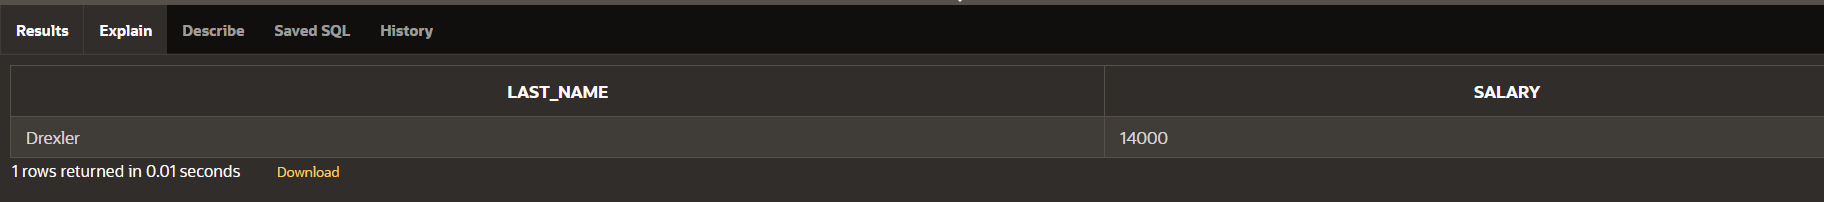 Results Explain Describe Saved SQL History
LAST_NAME SALARY
Drexler 14000
1 rows returned in 0.01 seconds Download